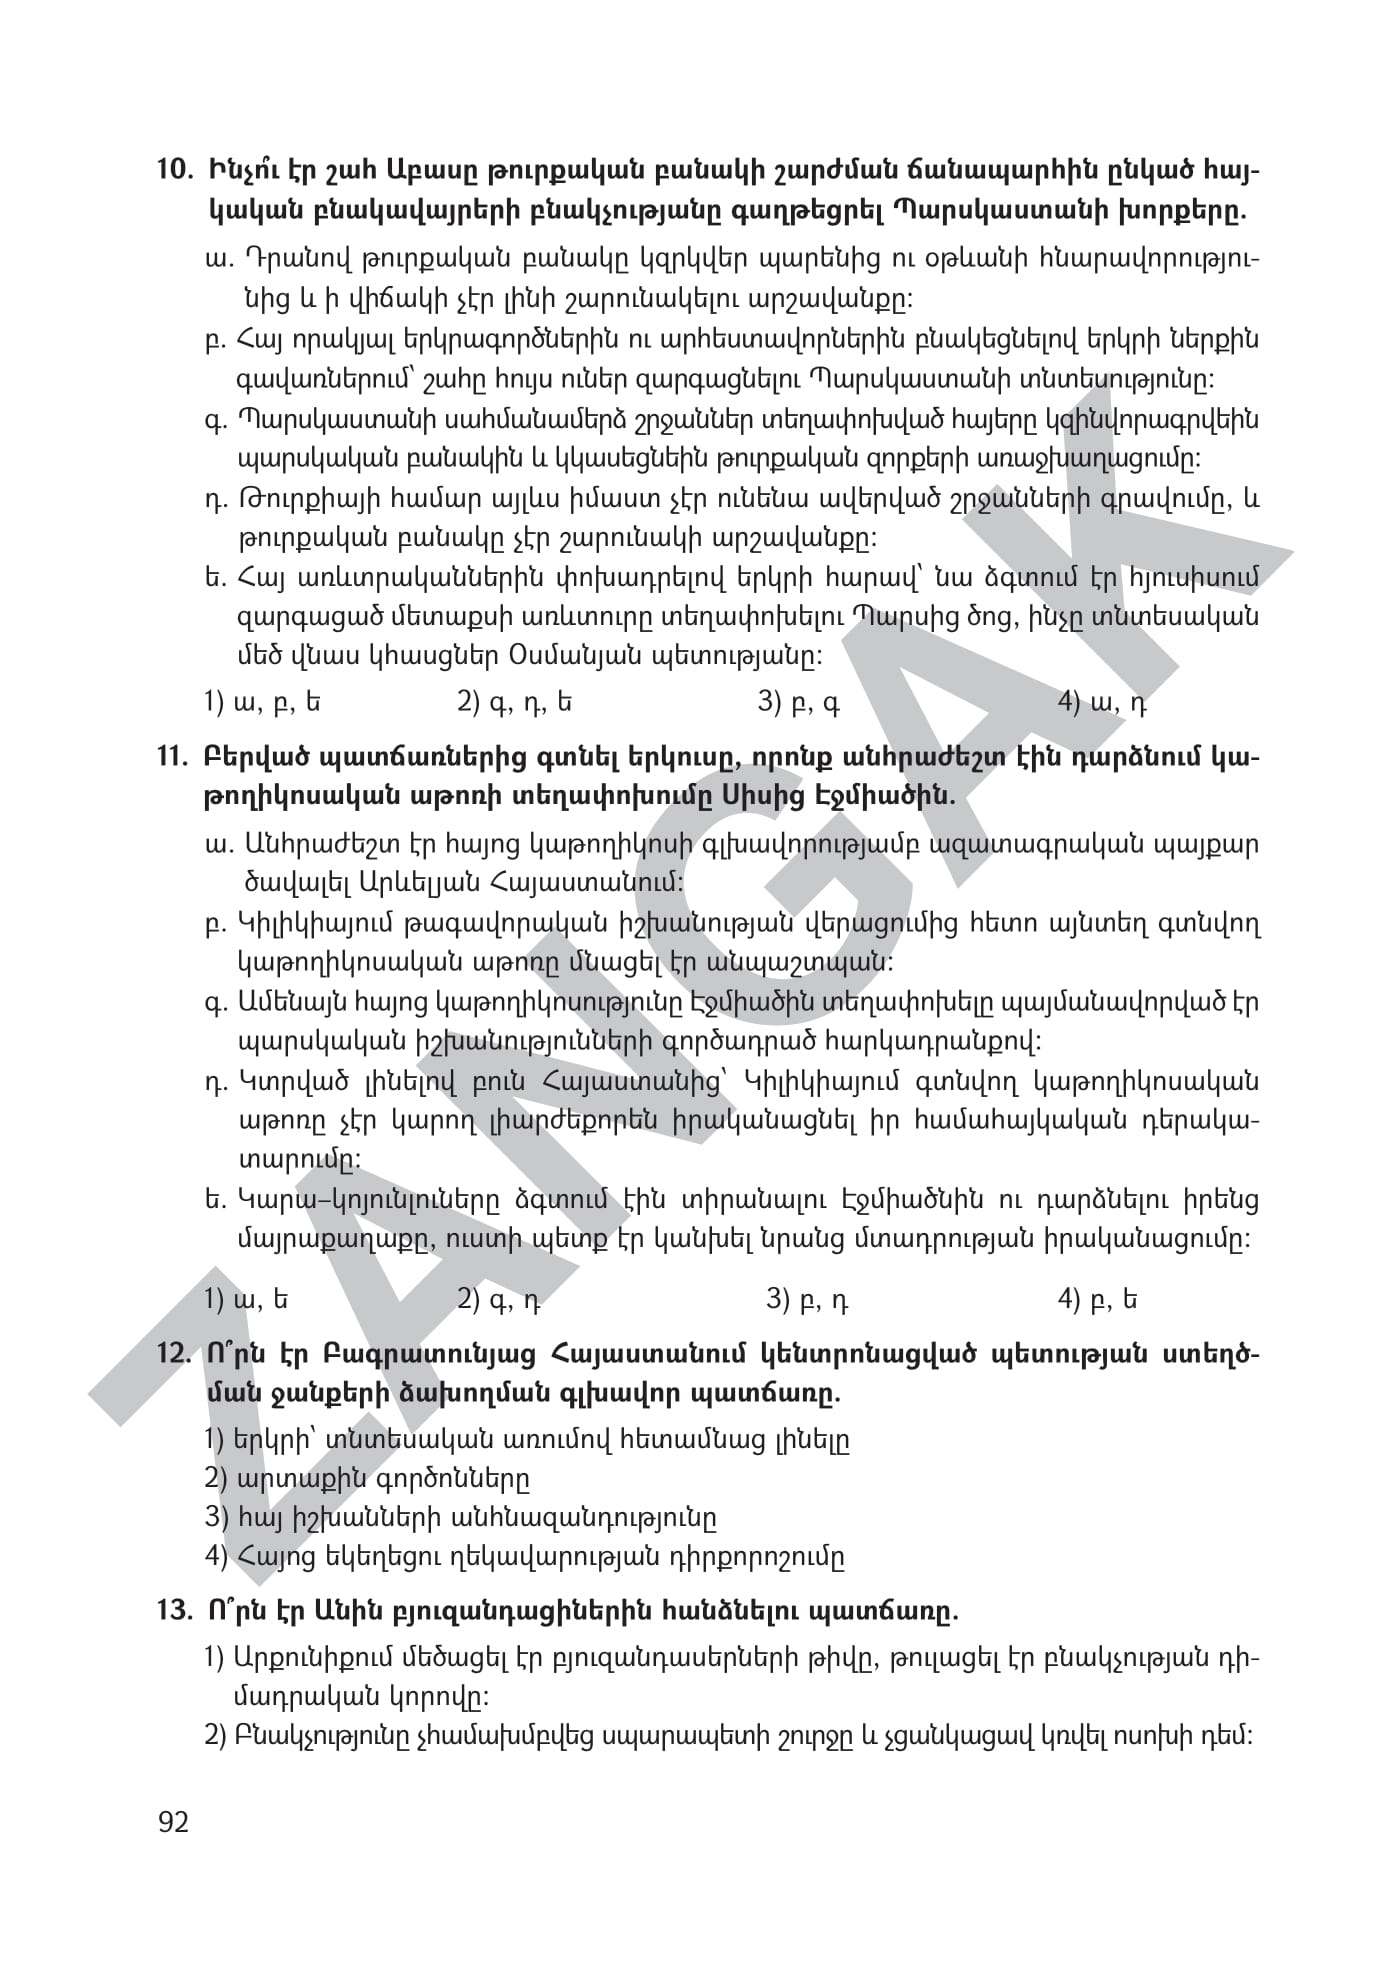 10. Ինչո՞ւ էր շահ Աբասը թուրքական բանակի շարժման ճանապարհին ընկած հայ-
կական բնակավայրերի բնակչությանը գաղթեցրել Պարսկաստանի խորքերը.
ա. Դրանով թուրքական բանակը կզրկվեր պարենից ու օթևանի հնարավորությու-
նից և ի վիճակի չէր լինի շարունակելու արշավանքը:
բ. Հայ որակյալ երկրագործներին ու արհեստավորներին բնակեցնելով երկրի ներքին
գավառներում՝ շահը հույս ուներ զարգացնելու Պարսկաստանի տնտեսությունը:
գ. Պարսկաստանի սահմանամերձ շրջաններ տեղափոխված հայերը կզինվորագրվեին
պարսկական բանակին և կկասեցնեին թուրքական զորքերի առաջխաղացումը:
դ. Թուրքիայի համար այլևս իմաստ չէր ունենա ավերված շրջանների գրավումը, և
թուրքական բանակը չէր շարունակի արշավանքը:
ե. Հայ առևտրականներին փոխադրելով երկրի հարավ՝ նա ձգտում էր հյուսիսում
զարգացած մետաքսի առևտուրը տեղափոխելու Պարսից ծոց, ինչը տնտեսական
մեծ վնաս կհասցներ Օսմանյան պետությանը:
1) ա, բ, ե 2) գ, դ, ե 3) բ, գ 4) ա, դ
11. Բերված պատճառներից գտնել երկուսը, որոնք անհրաժեշտ էին դարձնում կա-
թողիկոսական աթոռի տեղափոխումը Սիսից Էջմիածին.
ա. Անհրաժեշտ էր հայոց կաթողիկոսի գլխավորությամբ ազատագրական պայքար
ծավալել Արևելյան Հայաստանում:
բ. Կիլիկիայում թագավորական իշխանության վերացումից հետո այնտեղ գտնվող
կաթողիկոսական աթոռը մնացել էր անպաշտպան:
գ. Ամենայն հայոց կաթողիկոսությունը Էջմիածին տեղափոխելը պայմանավորված էր
պարսկական իշխանությունների գործադրած հարկադրանքով:
դ. Կտրված լինելով բուն Հայաստանից՝ Կիլիկիայում գտնվող կաթողիկոսական
աթոռը չէր կարող լիարժեքորեն իրականացնել իր համահայկական դերակա-
տարումը:
ե. Կարա–կոյունլուները ձգտում էին տիրանալու Էջմիածնին ու դարձնելու իրենց
մայրաքաղաքը, ուստի պետք էր կանխել նրանց մտադրության իրականացումը:
1) ա, ե 2) գ, դ 3) բ, դ 4) բ, ե
12. Ո՞րն էր Բագրատունյաց Հայաստանում կենտրոնացված պետության ստեղծ-
ման ջանքերի ձախողման գլխավոր պատճառը.
1) երկրի՝ տնտեսական առումով հետամնաց լինելը
2) արտաքին գործոնները
3) հայ իշխանների անհնազանդությունը
4) Հայոց եկեղեցու ղեկավարության դիրքորոշումը
13. Ո՞րն էր Անին բյուզանդացիներին հանձնելու պատճառը.
1) Արքունիքում մեծացել էր բյուզանդասերների թիվը, թուլացել էր բնակչության դի-
մադրական կորովը:
2) Բնակչությունը չհամախմբվեց սպարապետի շուրջը և չցանկացավ կռվել ոսոխի դեմ:
92
ZANGAK